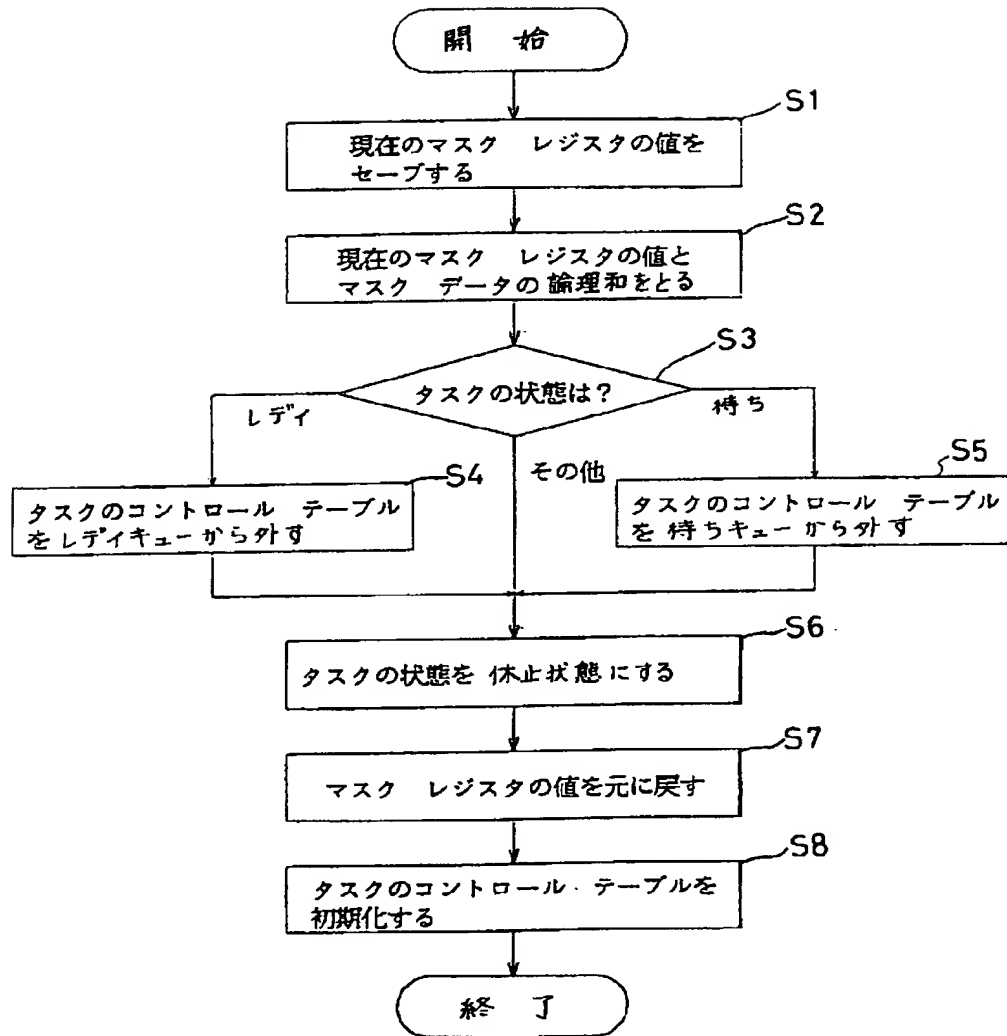 開 始
S1
現在のマスク レジスタの値を
セーブする
S2
現在のマスク レジスタの値と
マスク データの論理和をとる
S3
タスクの状態は?
レディ
待ち
その他
S4
タスクのコントロール テーブル
をレディキューから外す
S5
タスクのコントロール テーブル
を待ちキューから外す
S6
タスクの状態を休止状態にする
S7
マスク レジスタの値を元に戻す
S8
タスクのコントロール テーブルを
初期化する
終 了